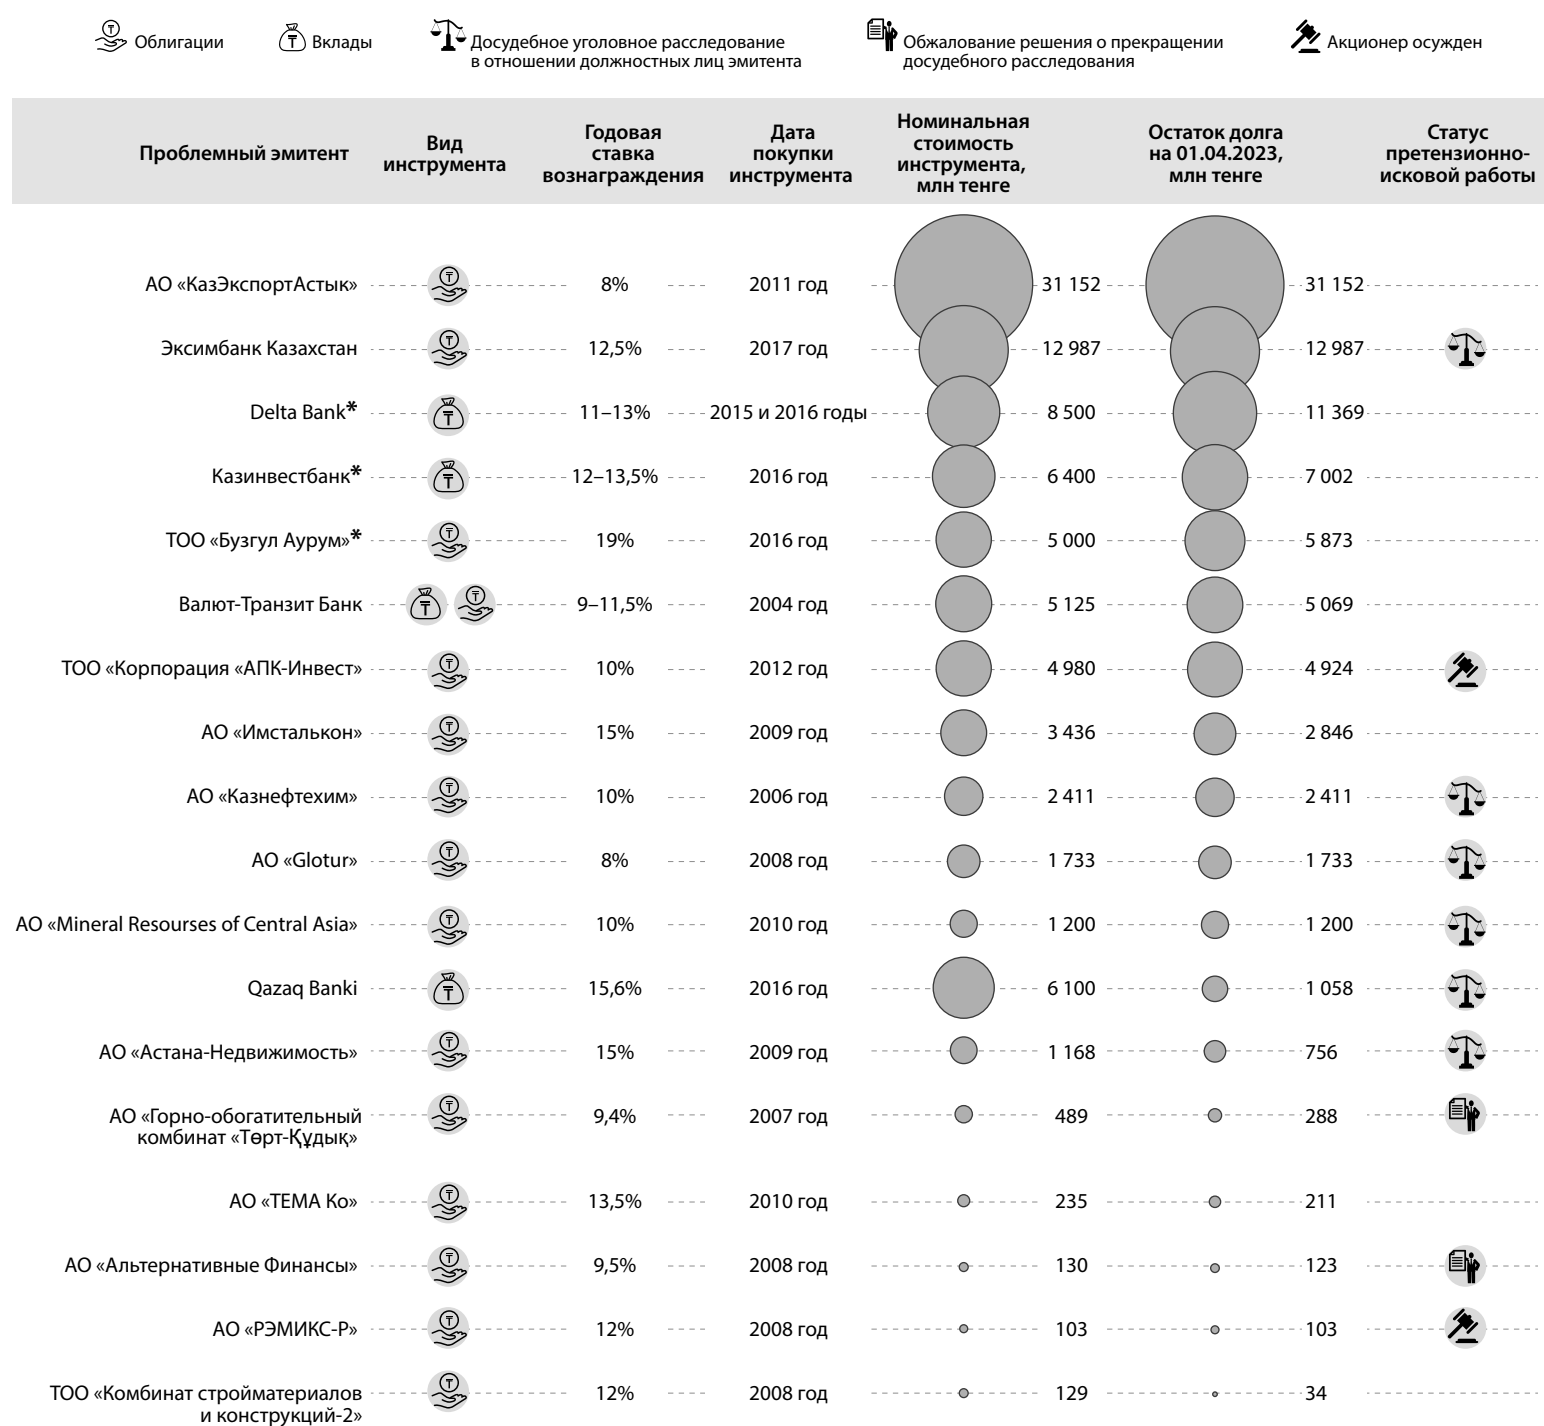 Облигации
Вклады
Досудебное уголовное расследование
в отношении должностных лиц эмитента
Обжалование решения о прекращении
досудебного расследования
Акционер осужден
Проблемный эмитент
Вид
инструмента
Годовая
ставка
вознаграждения
Дата
покупки
инструмента
Номинальная
стоимость
инструмента,
млн тенге
Остаток долга
на 01.04.2023,
млн тенге
Статус
претензионно-
исковой работы
АО «КазЭкспортАстык» 8% 2011 год 31 152 31 152
Эксимбанк Казахстан 12,5% 2017 год 12 987 12 987
Delta Bank* 11–13% 2015 и 2016 годы 8 500 11 369
Казинвестбанк* 12–13,5% 2016 год 6 400 7 002
ТОО «Бузгул Аурум»* 19% 2016 год 5 000 5 873
Валют-Транзит Банк 9–11,5% 2004 год 5 125 5 069
ТОО «Корпорация «АПК-Инвест» 10% 2012 год 4 980 4 924
АО «Имсталькон» 15% 2009 год 3 436 2 846
АО «Казнефтехим» 10% 2006 год 2 411 2 411
АО «Glotur» 8% 2008 год 1 733 1 733
АО «Mineral Resourses of Central Asia» 10% 2010 год 1 200 1 200
Qazaq Banki 15,6% 2016 год 6 100 1 058
АО «Астана-Недвижимость» 15% 2009 год 1 168 756
АО «Горно-обогатительный 9,4% 2007 год 489 288
комбинат «Төрт-Құдық»
АО «ТЕМА Ко» 13,5% 2010 год 235 211
АО «Альтернативные Финансы» 9,5% 2008 год 130 123
АО «РЭМИКС-Р» 12% 2008 год 103 103
ТОО «Комбинат стройматериалов 12% 2008 год 129 34
и конструкций-2»